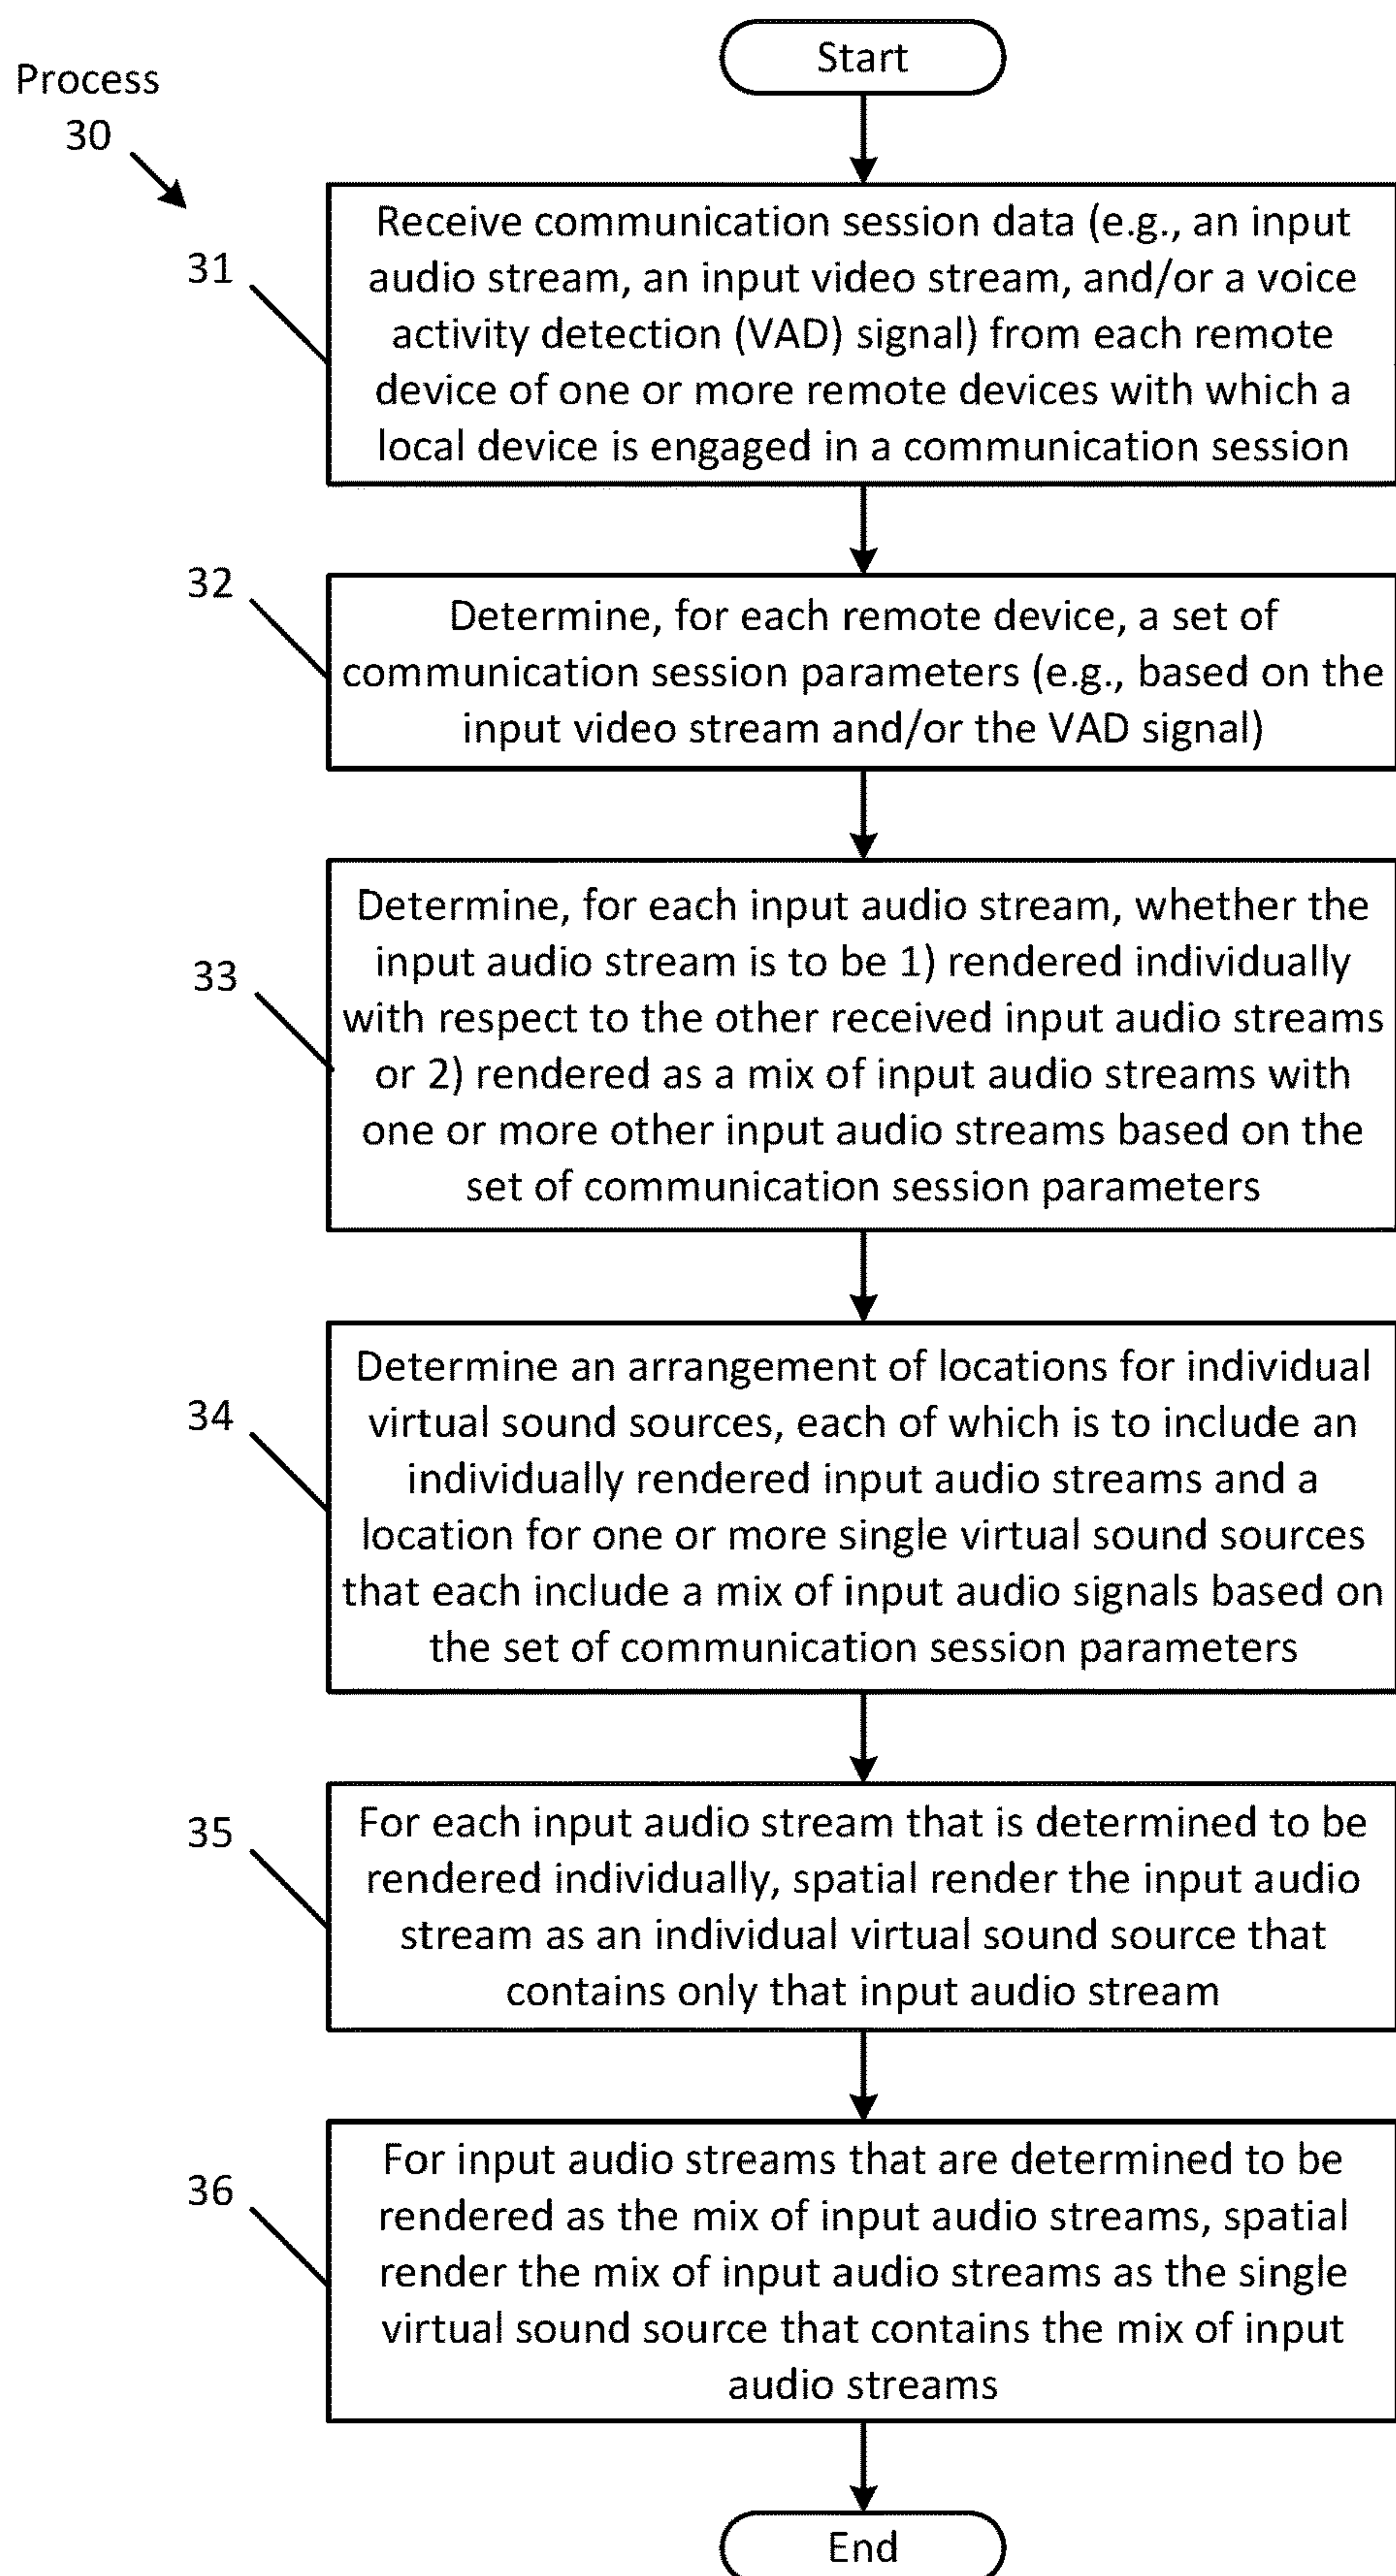 Start
Process
30
31
Receive communication session data (e.g., an input
audio stream, an input video stream, and/or a voice
activity detection (VAD) signal) from each remote
device of one or more remote devices with which a
local device is engaged in a communication session
32
Determine, for each remote device, a set of
communication session parameters (e.g., based on the
input video stream and/or the VAD signal)
33
Determine, for each input audio stream, whether the
input audio stream is to be 1) rendered individually
with respect to the other received input audio streams
or 2) rendered as a mix of input audio streams with
one or more other input audio streams based on the
set of communication session parameters
34
Determine an arrangement of locations for individual
virtual sound sources, each of which is to include an
individually rendered input audio streams and a
location for one or more single virtual sound sources
that each include a mix of input audio signals based on
the set of communication session parameters
35
For each input audio stream that is determined to be
rendered individually, spatial render the input audio
stream as an individual virtual sound source that
contains only that input audio stream
36
For input audio streams that are determined to be
rendered as the mix of input audio streams, spatial
render the mix of input audio streams as the single
virtual sound source that contains the mix of input
audio streams
End